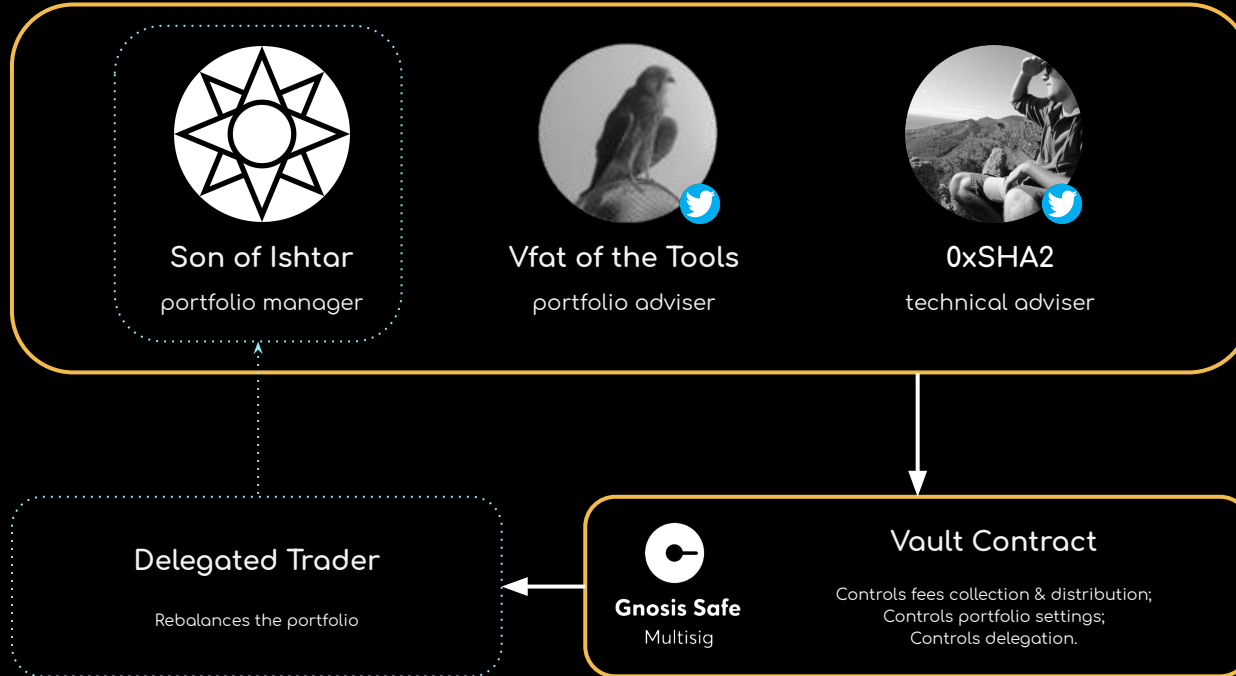 Son of Ishtar
portfolio manager
Vfat of the Tools
portfolio adviser
0xSHA2
technical adviser
Delegated Trader
Rebalances the portfolio
Gnosis Safe
Multisig
Vault Contract
Controls fees collection & distribution;
Controls portfolio settings;
Controls delegation.